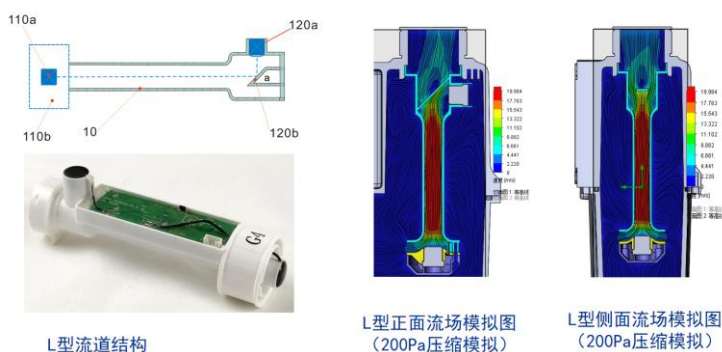 110a
120a
a
110b
10
120b
G4
L型流道结构
19.984
17.763
15.543
13.322
11.102
8.882
6.661
4.441
2.220
0
L型正面流场模拟图
（200Pa压缩模拟）
19.984
17.763
15.543
13.322
11.102
8.882
6.661
4.441
2.220
0
L型侧面流场模拟图
（200Pa压缩模拟）